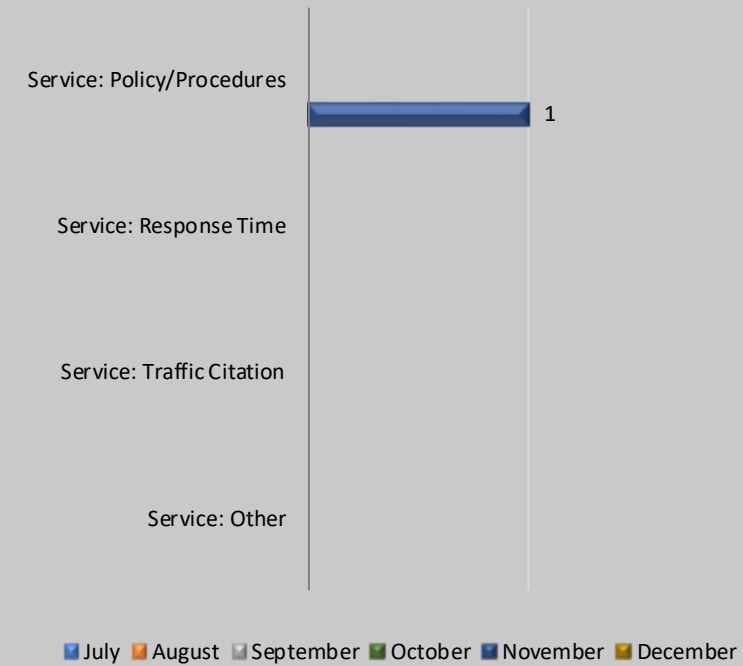 Service: Policy/Procedures
1
Service: Response Time
Service: Traffic Citation
Service: Other
July August September October November December